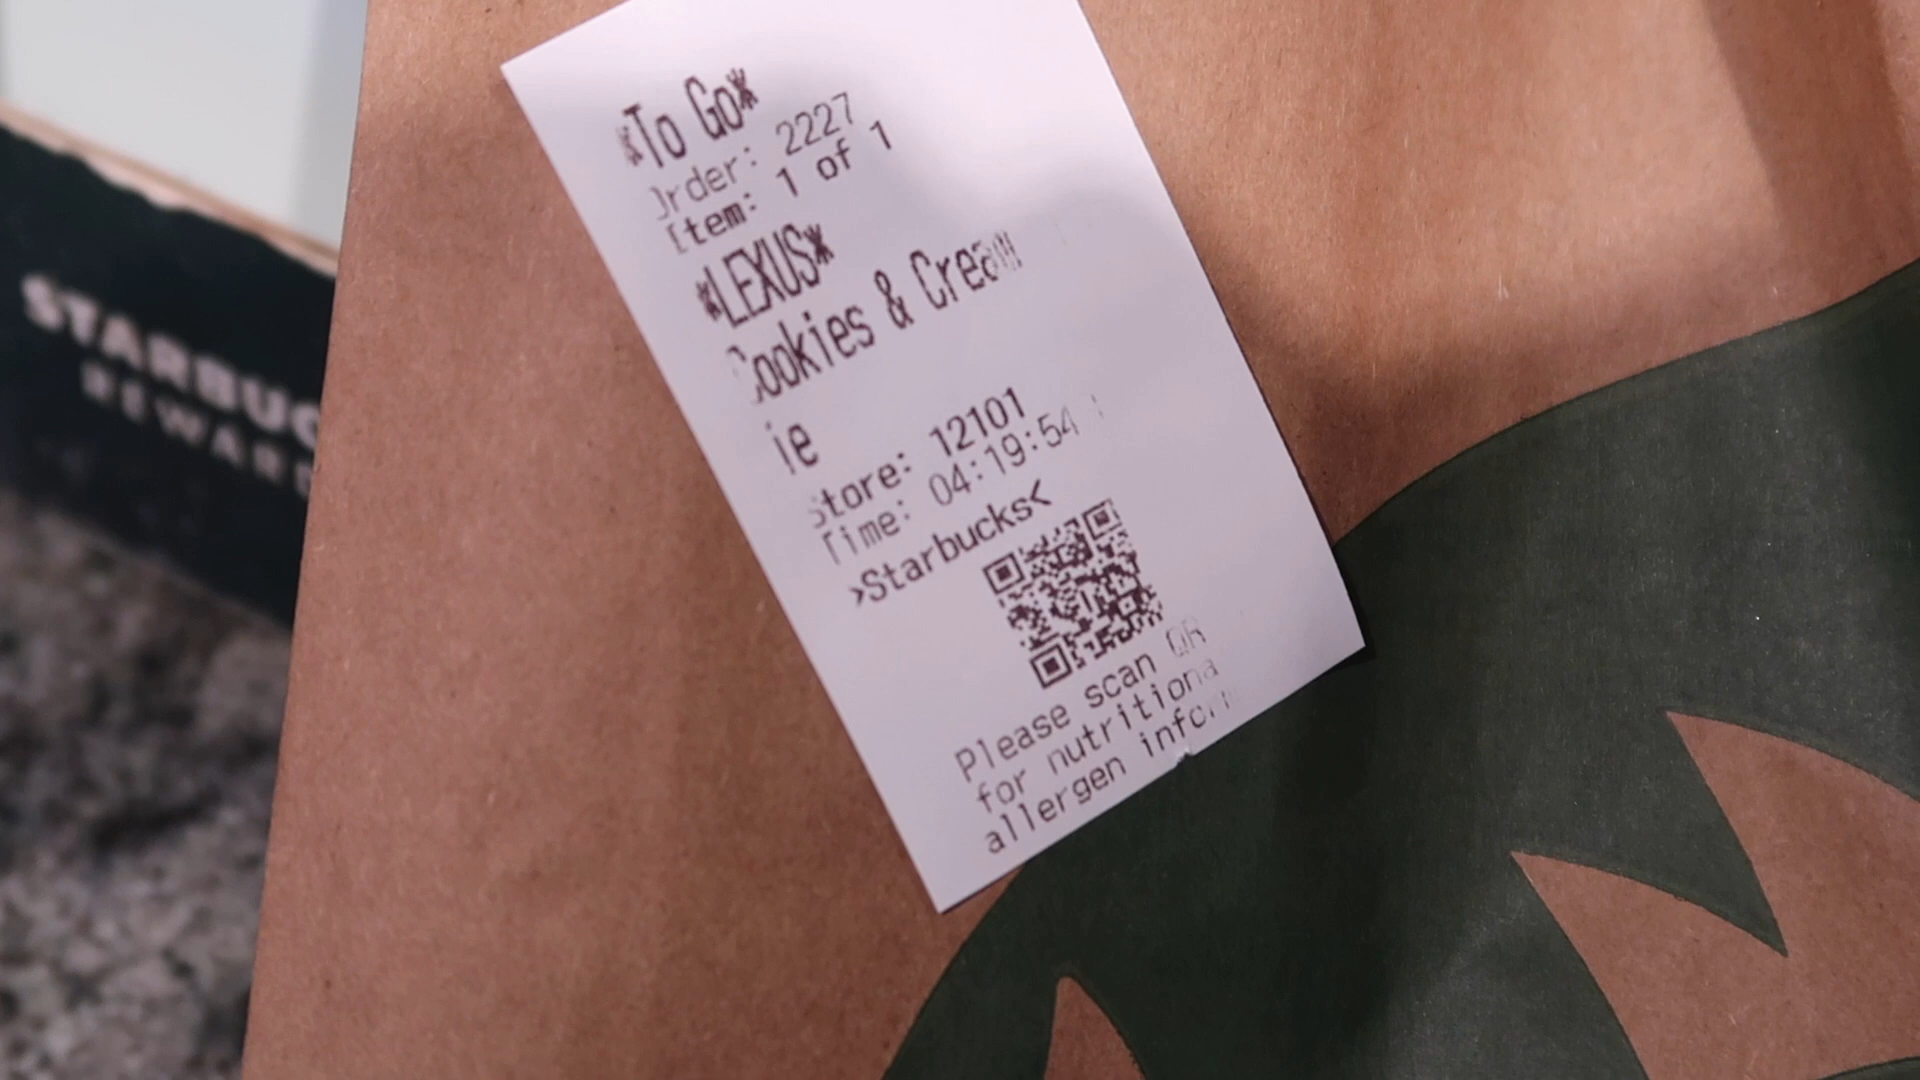 *To Go*
Order: 2227
Item: 1 of 1
*LEXUS*
Cookies & Cream
ie
Store: 12101
Time: 04:19:54
>Starbucks<
Please scan QR
for nutritiona
allergen infor
STARBUC
REWARD